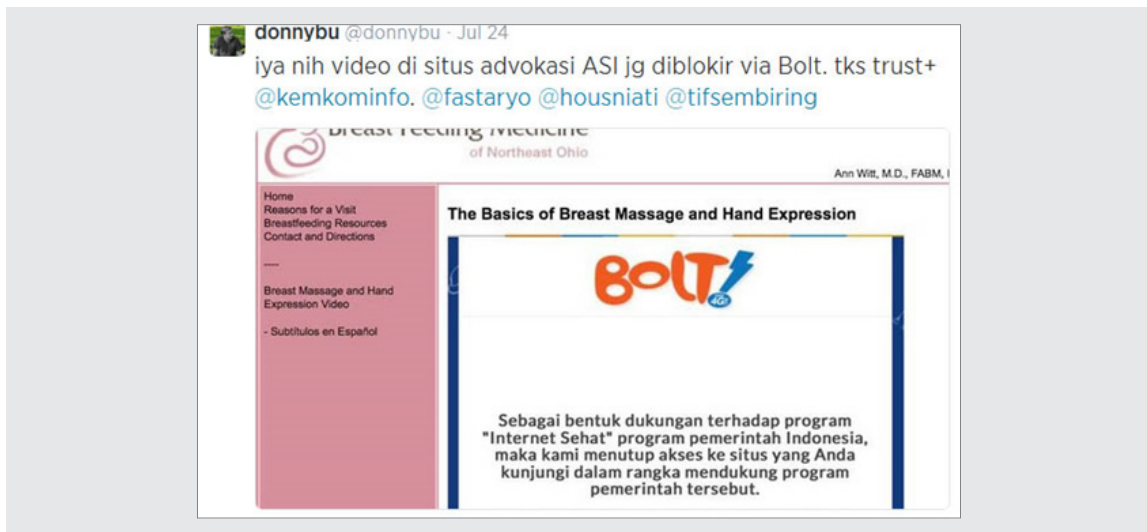 donnybu @donnybu · Jul 24
iya nih video di situs advokasi ASI jg diblokir via Bolt. tks trust+
@kemkominfo. @fastaryo @housniati @tifsembiring
Breast Feeding Medicine
of Northeast Ohio
Ann Witt, M.D., FABM,
Home
Reasons for a Visit
Breastfeeding Resources
Contact and Directions
----
Breast Massage and Hand
Expression Video
- Subtítulos en Español
The Basics of Breast Massage and Hand Expression
BOLT!
4G
Sebagai bentuk dukungan terhadap program
"Internet Sehat" program pemerintah Indonesia,
maka kami menutup akses ke situs yang Anda
kunjungi dalam rangka mendukung program
pemerintah tersebut.